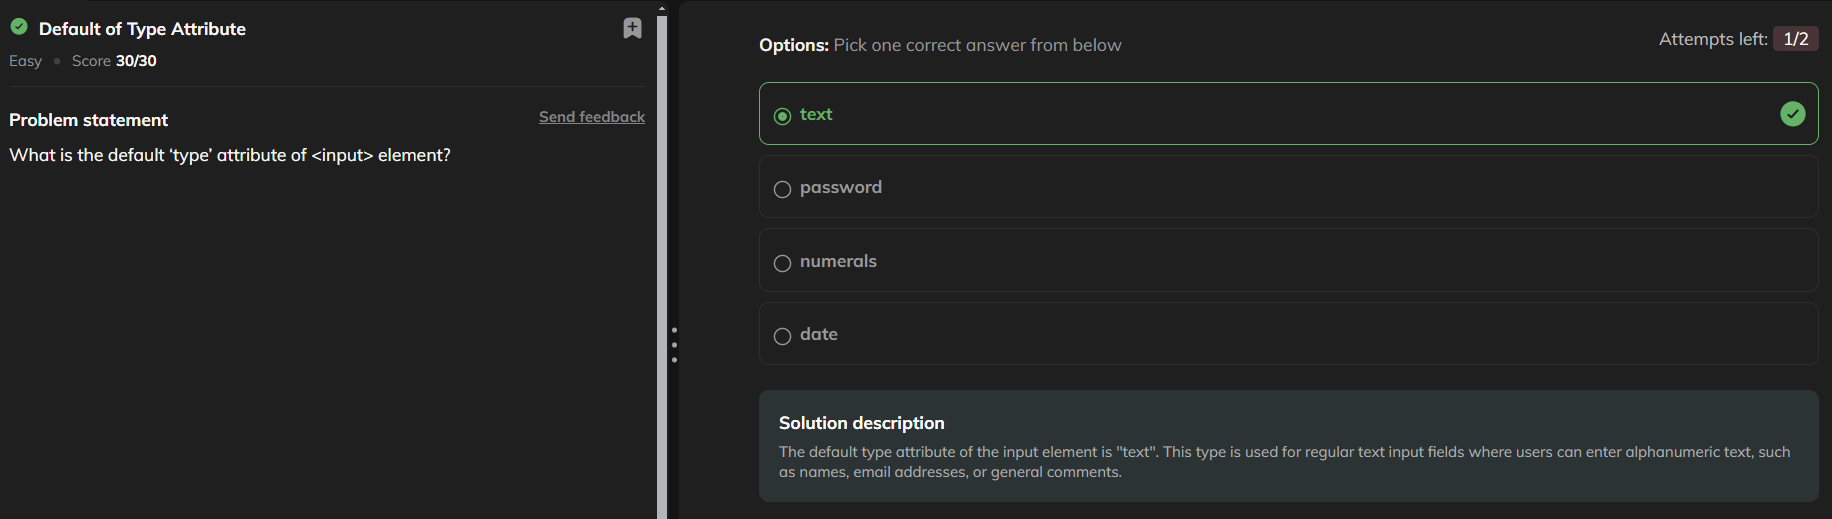 Default of Type Attribute
Easy • Score 30/30
Problem statement
Send feedback
What is the default ‘type’ attribute of <input> element?
Options: Pick one correct answer from below
Attempts left: 1/2
text
password
numerals
date
Solution description
The default type attribute of the input element is "text". This type is used for regular text input fields where users can enter alphanumeric text, such
as names, email addresses, or general comments.